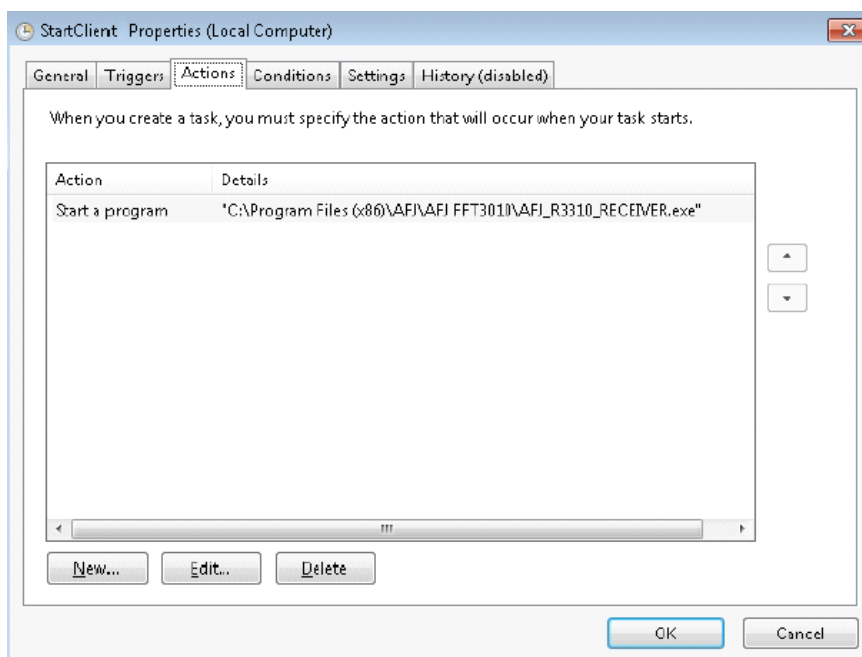 StartClient Properties (Local Computer)
General Triggers Actions Conditions Settings History (disabled)
When you create a task, you must specify the action that will occur when your task starts.
Action Details
Start a program "C:\Program Files (x86)\AFJ\AFJ FFT3010\AFJ_R3310_RECEIVER.exe"
New... Edit... Delete
OK Cancel